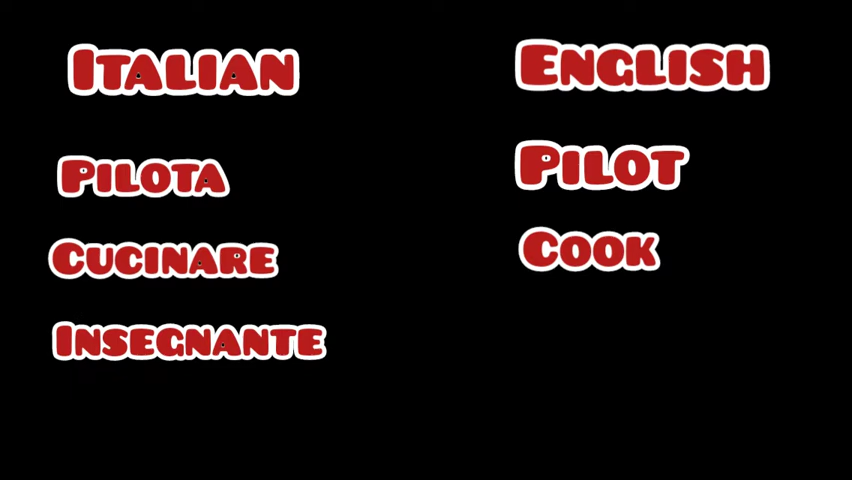 Italian English
Pilota Pilot
Cucinare Cook
Insegnante